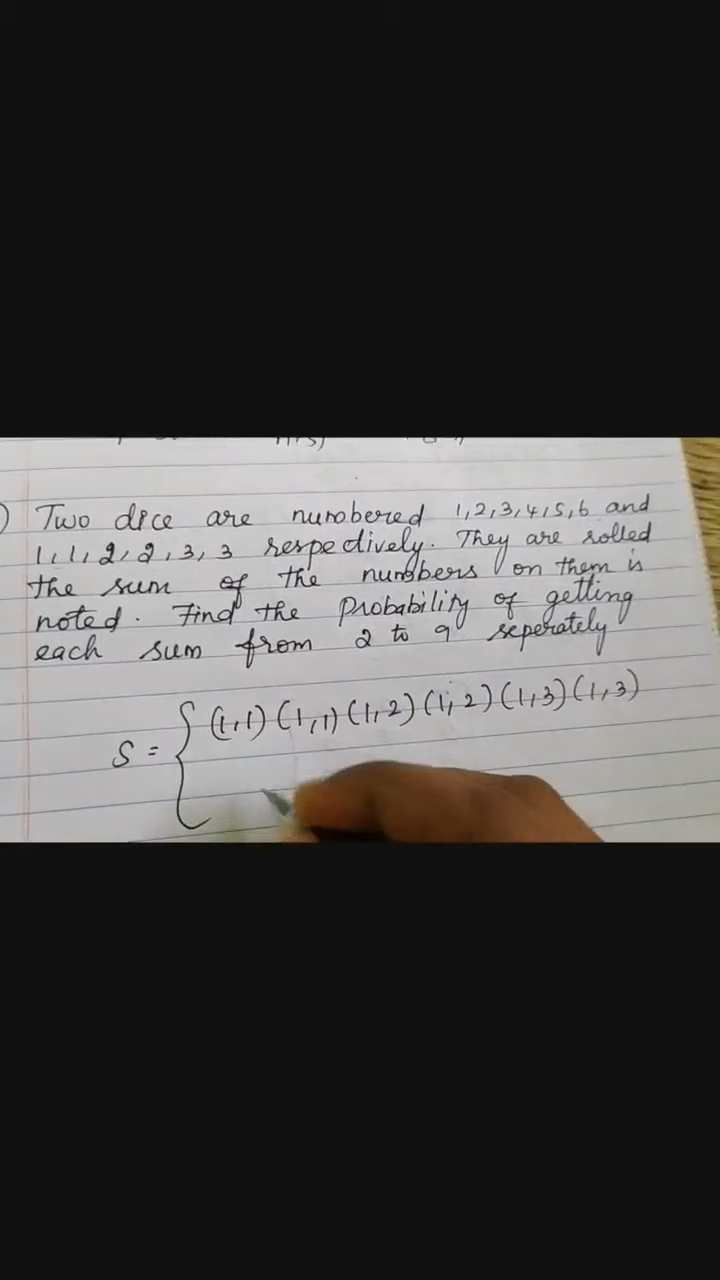 ) Two dice are numbered 1,2,3,4,5,6 and
1,1,2,2,3,3 respectively. They are rolled
the sum of the numbers on them is
noted. Find the probability of getting
each sum from 2 to 9 seperately
S = { (1,1) (1,1) (1,2) (1,2) (1,3) (1,3)